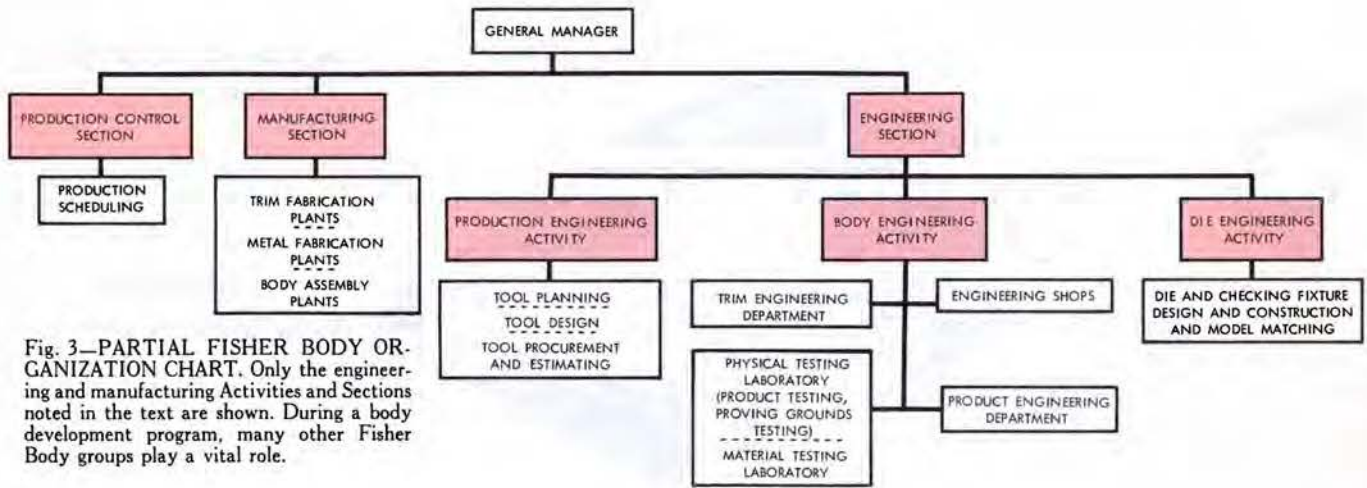 GENERAL MANAGER
PRODUCTION CONTROL
SECTION
MANUFACTURING
SECTION
ENGINEERING
SECTION
PRODUCTION
SCHEDULING
TRIM FABRICATION
PLANTS
METAL FABRICATION
PLANTS
BODY ASSEMBLY
PLANTS
PRODUCTION ENGINEERING
ACTIVITY
BODY ENGINEERING
ACTIVITY
DIE ENGINEERING
ACTIVITY
TOOL PLANNING
TOOL DESIGN
TOOL PROCUREMENT
AND ESTIMATING
TRIM ENGINEERING
DEPARTMENT
ENGINEERING SHOPS
PHYSICAL TESTING
LABORATORY
(PRODUCT TESTING,
PROVING GROUNDS
TESTING)
MATERIAL TESTING
LABORATORY
PRODUCT ENGINEERING
DEPARTMENT
DIE AND CHECKING FIXTURE
DESIGN AND CONSTRUCTION
AND MODEL MATCHING
Fig. 3—PARTIAL FISHER BODY OR-
GANIZATION CHART. Only the engineer-
ing and manufacturing Activities and Sections
noted in the text are shown. During a body
development program, many other Fisher
Body groups play a vital role.